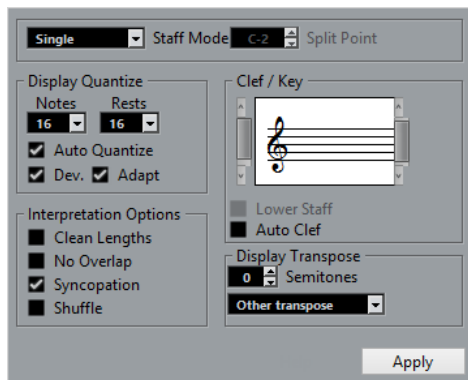 Single Staff Mode C-2 Split Point
Display Quantize
Notes Rests
16 16
Auto Quantize
Dev. Adapt
Interpretation Options
Clean Lengths
No Overlap
Syncopation
Shuffle
Clef / Key
Lower Staff
Auto Clef
Display Transpose
0 Semitones
Other transpose
Apply